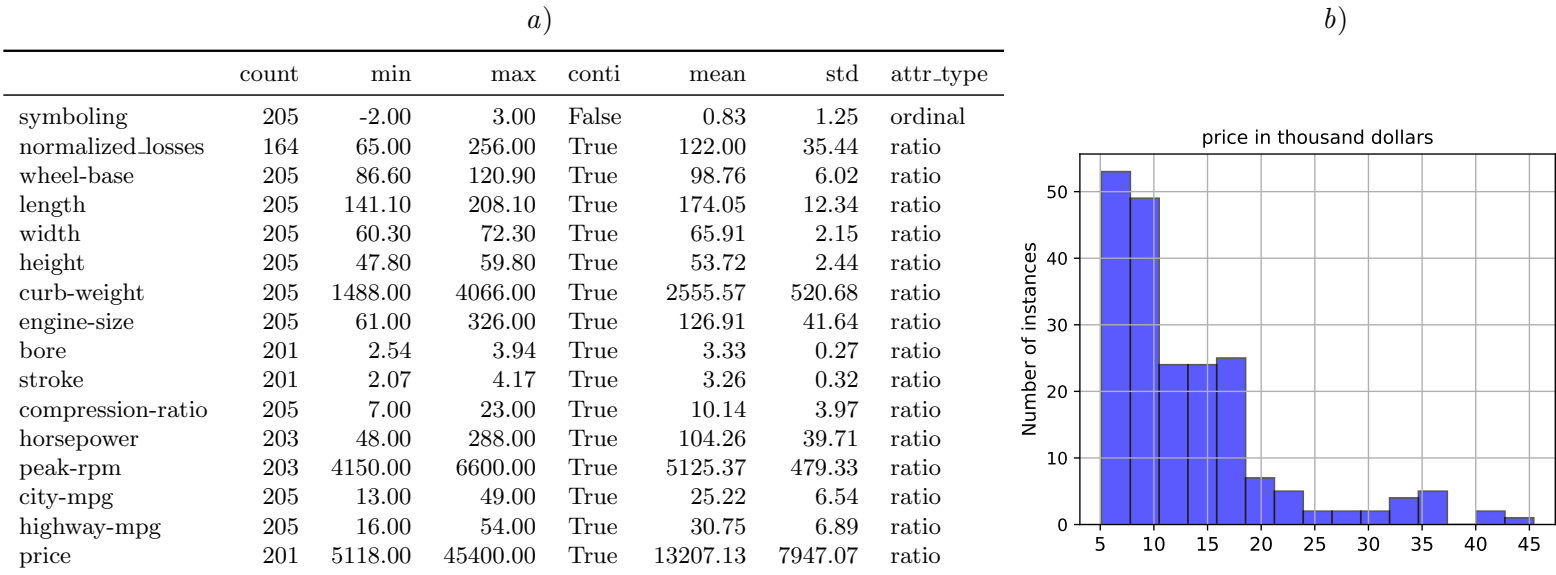 a)
count min max conti mean std attr_type
symboling 205 -2.00 3.00 False 0.83 1.25 ordinal
normalized_losses 164 65.00 256.00 True 122.00 35.44 ratio
wheel-base 205 86.60 120.90 True 98.76 6.02 ratio
length 205 141.10 208.10 True 174.05 12.34 ratio
width 205 60.30 72.30 True 65.91 2.15 ratio
height 205 47.80 59.80 True 53.72 2.44 ratio
curb-weight 205 1488.00 4066.00 True 2555.57 520.68 ratio
engine-size 205 61.00 326.00 True 126.91 41.64 ratio
bore 201 2.54 3.94 True 3.33 0.27 ratio
stroke 201 2.07 4.17 True 3.26 0.32 ratio
compression-ratio 205 7.00 23.00 True 10.14 3.97 ratio
horsepower 203 48.00 288.00 True 104.26 39.71 ratio
peak-rpm 203 4150.00 6600.00 True 5125.37 479.33 ratio
city-mpg 205 13.00 49.00 True 25.22 6.54 ratio
highway-mpg 205 16.00 54.00 True 30.75 6.89 ratio
price 201 5118.00 45400.00 True 13207.13 7947.07 ratio
b)
price in thousand dollars
Number of instances
50
40
30
20
10
0
5 10 15 20 25 30 35 40 45